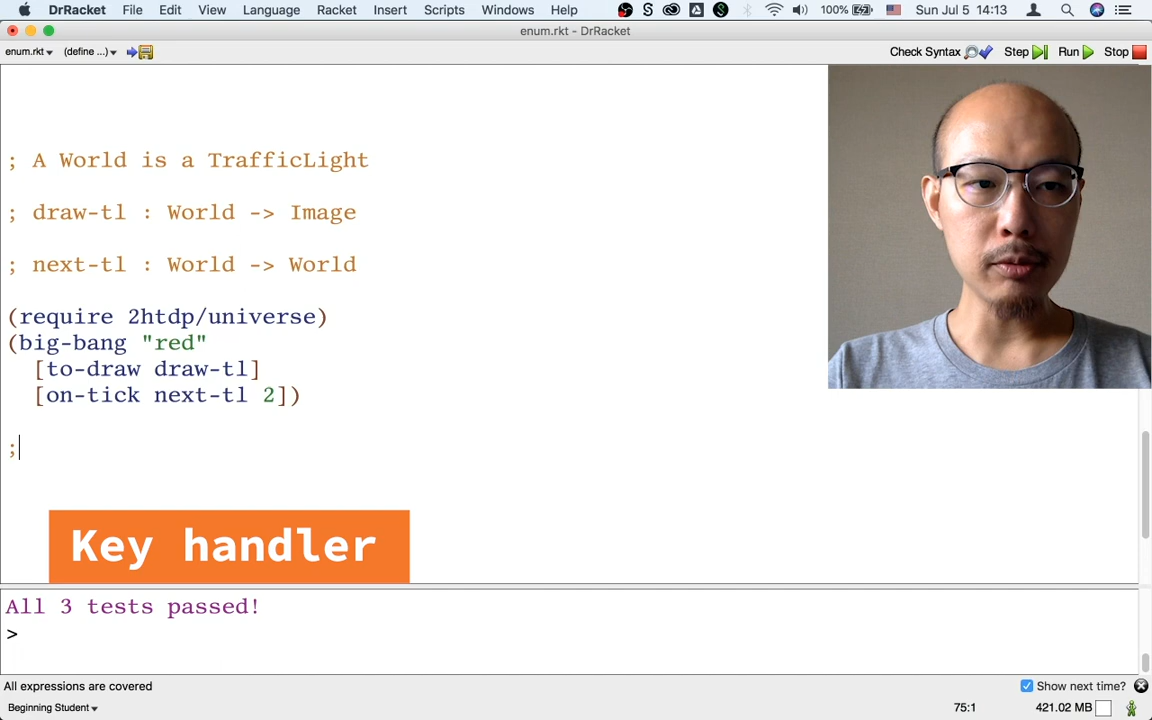 DrRacket File Edit View Language Racket Insert Scripts Windows Help 100% Sun Jul 5 14:13
enum.rkt - DrRacket
enum.rkt (define ...) Check Syntax Step Run Stop
; A World is a TrafficLight
; draw-tl : World -> Image
; next-tl : World -> World
(require 2htdp/universe)
(big-bang "red"
[to-draw draw-tl]
[on-tick next-tl 2])
;
Key handler
All 3 tests passed!
>
All expressions are covered Show next time?
Beginning Student 75:1 421.02 MB